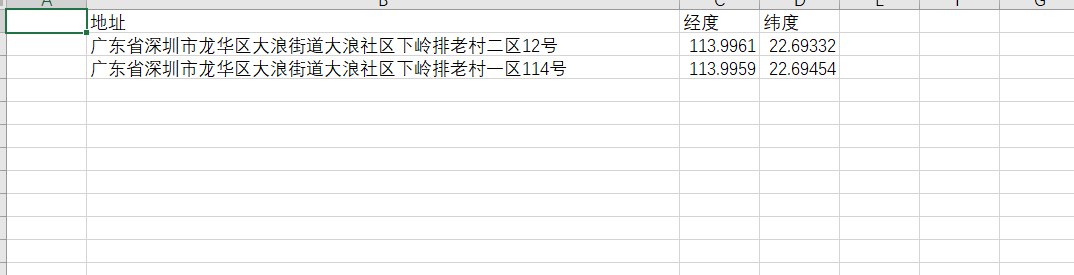 A B C D E F G
地址 经度 纬度
广东省深圳市龙华区大浪街道大浪社区下岭排老村二区12号 113.9961 22.69332
广东省深圳市龙华区大浪街道大浪社区下岭排老村一区114号 113.9959 22.69454